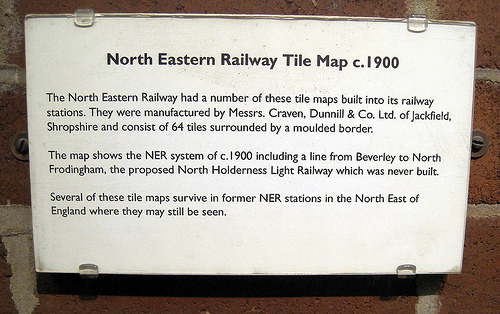 North Eastern Railway Tile Map c.1900
The North Eastern Railway had a number of these tile maps built into its railway
stations. They were manufactured by Messrs. Craven, Dunnill & Co. Ltd. of Jackfield,
Shropshire and consist of 64 tiles surrounded by a moulded border.
The map shows the NER system of c.1900 including a line from Beverley to North
Frodingham, the proposed North Holderness Light Railway which was never built.
Several of these tile maps survive in former NER stations in the North East of
England where they may still be seen.